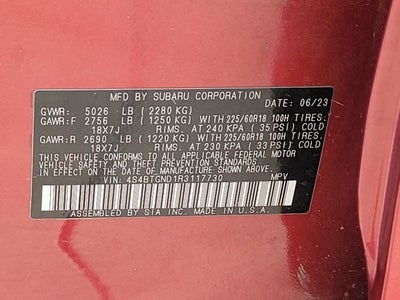 MFD BY SUBARU CORPORATION DATE: 06/23
GVWR: 5026 LB ( 2280 KG)
GAWR:F 2756 LB ( 1250 KG) WITH 225/60R18 100H TIRES.
18X7J RIMS. AT 240 KPA ( 35 PSI) COLD
GAWR:R 2690 LB ( 1220 KG) WITH 225/60R18 100H TIRES.
18X7J RIMS. AT 230 KPA ( 33 PSI) COLD
THIS VEHICLE CONFORMS TO ALL APPLICABLE FEDERAL MOTOR
VEHICLE SAFETY, BUMPER, AND THEFT PREVENTION STANDARDS
IN EFFECT ON THE DATE OF MANUFACTURE SHOWN ABOVE.
VIN: 4S4BTGND1R3117730 MPV
ASSEMBLED BY SIA INC. MADE IN U.S.A.